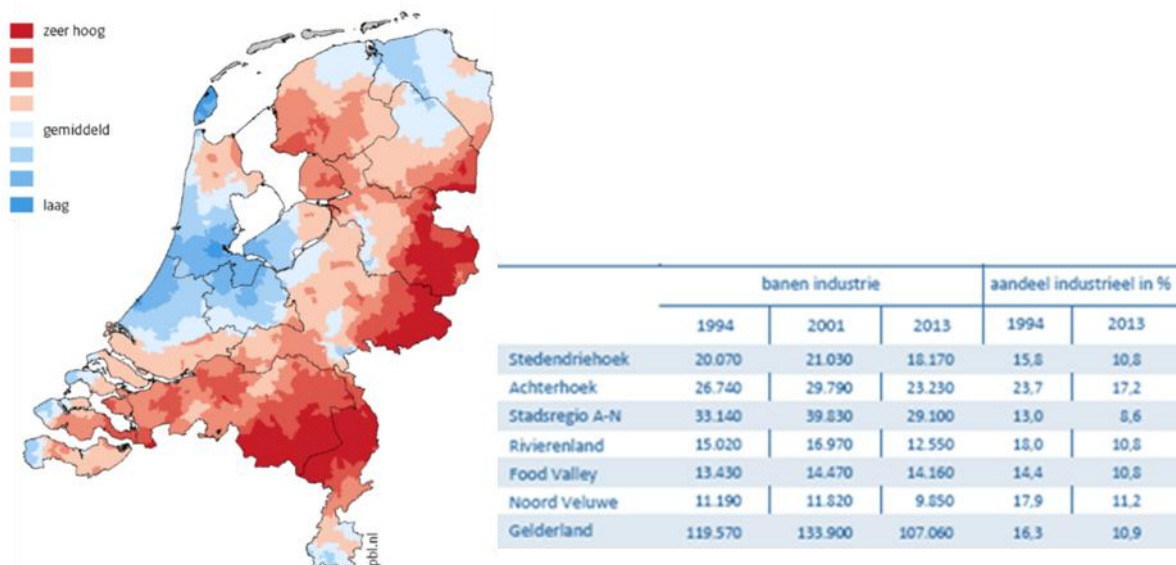 zeer hoog
gemiddeld
laag
pbl.nl
banen industrie aandeel industrieel in %
1994 2001 2013 1994 2013
Stedendriehoek 20.070 21.030 18.170 15,8 10,8
Achterhoek 26.740 29.790 23.230 23,7 17,2
Stadsregio A-N 33.140 39.830 29.100 13,0 8,6
Rivierenland 15.020 16.970 12.550 18,0 10,8
Food Valley 13.430 14.470 14.160 14,4 10,8
Noord Veluwe 11.190 11.820 9.850 17,9 11,2
Gelderland 119.570 133.900 107.060 16,3 10,9